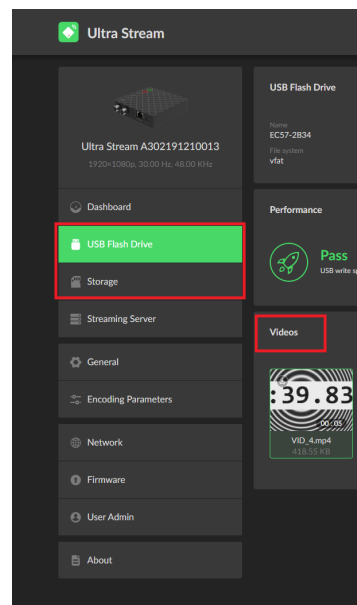 Ultra Stream
Ultra Stream A302191210013
1920×1080p, 30.00 Hz, 48.00 KHz
Dashboard
USB Flash Drive
Storage
Streaming Server
General
Encoding Parameters
Network
Firmware
User Admin
About
USB Flash Drive
Name
EC57-2B34
File system
vfat
Performance
Pass
USB write sp
Videos
:39.83
00:05
VID_4.mp4
418.55 KB